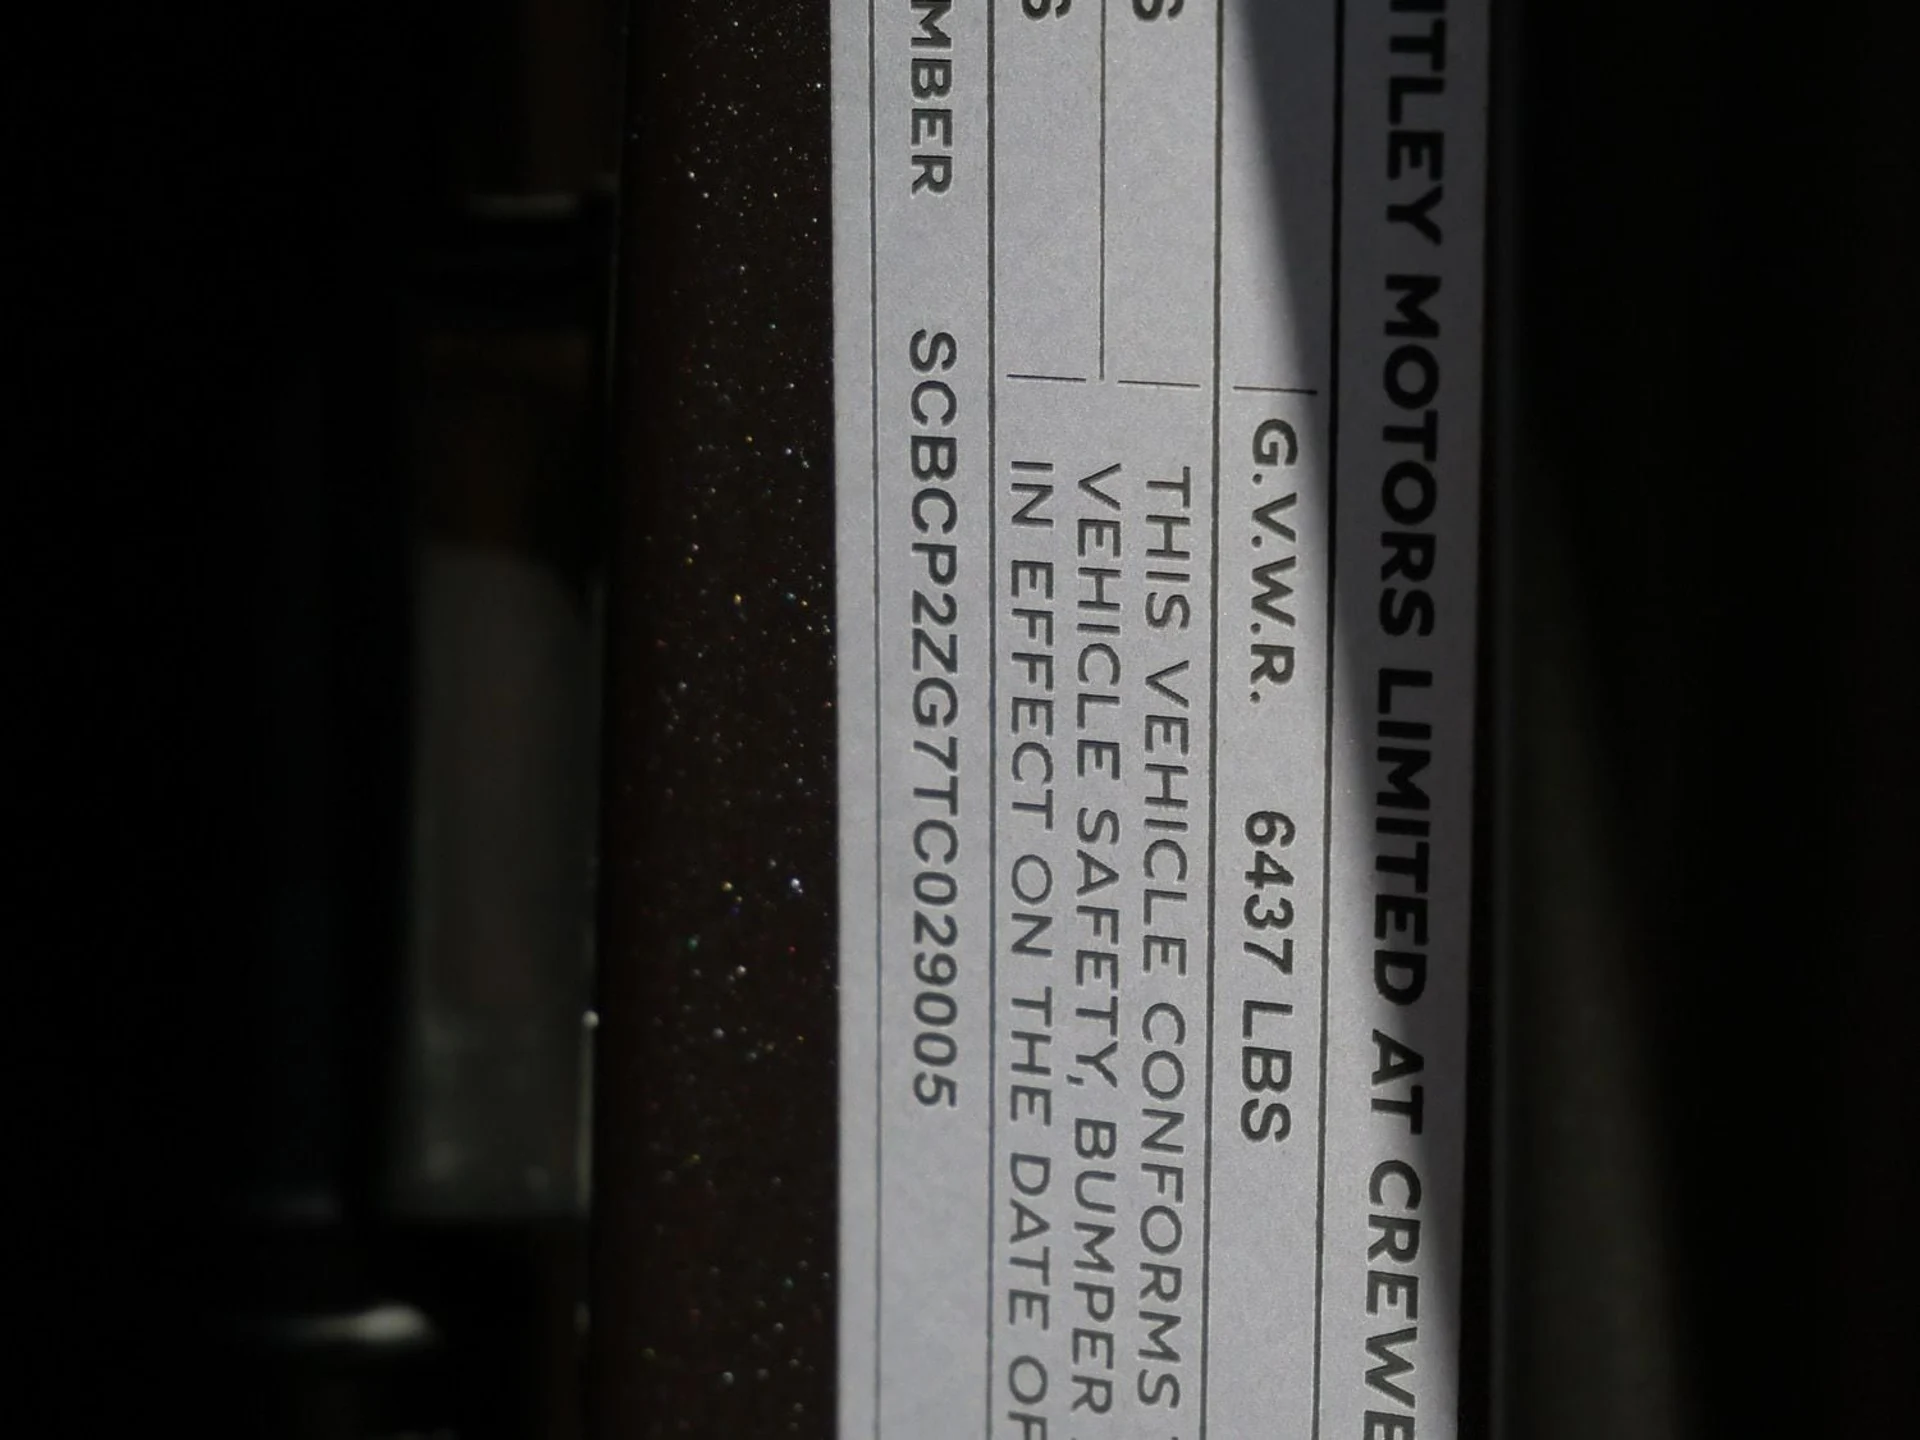 ITLEY MOTORS LIMITED AT CREWE
G.V.W.R. 6437 LBS
S
THIS VEHICLE CONFORMS
VEHICLE SAFETY, BUMPER
S
IN EFFECT ON THE DATE OF
MBER SCBCP2ZG7TC029005